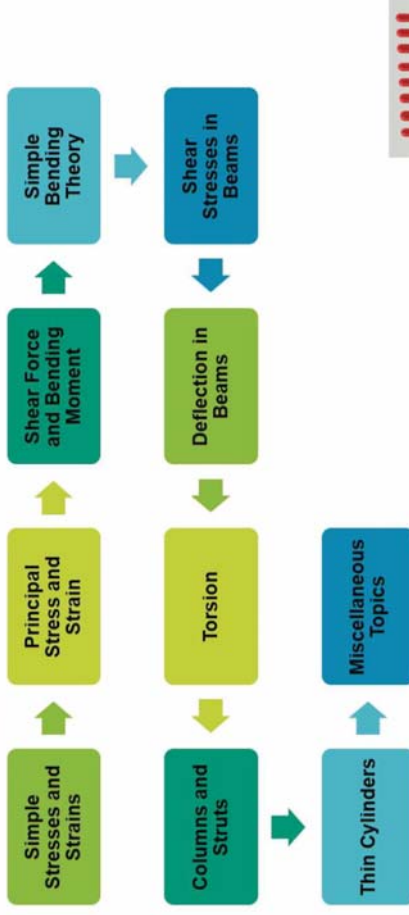 Simple
Stresses and
Strains
Principal
Stress and
Strain
Shear Force
and Bending
Moment
Simple
Bending
Theory
Shear
Stresses in
Beams
Deflection in
Beams
Torsion
Columns and
Struts
Thin Cylinders
Miscellaneous
Topics